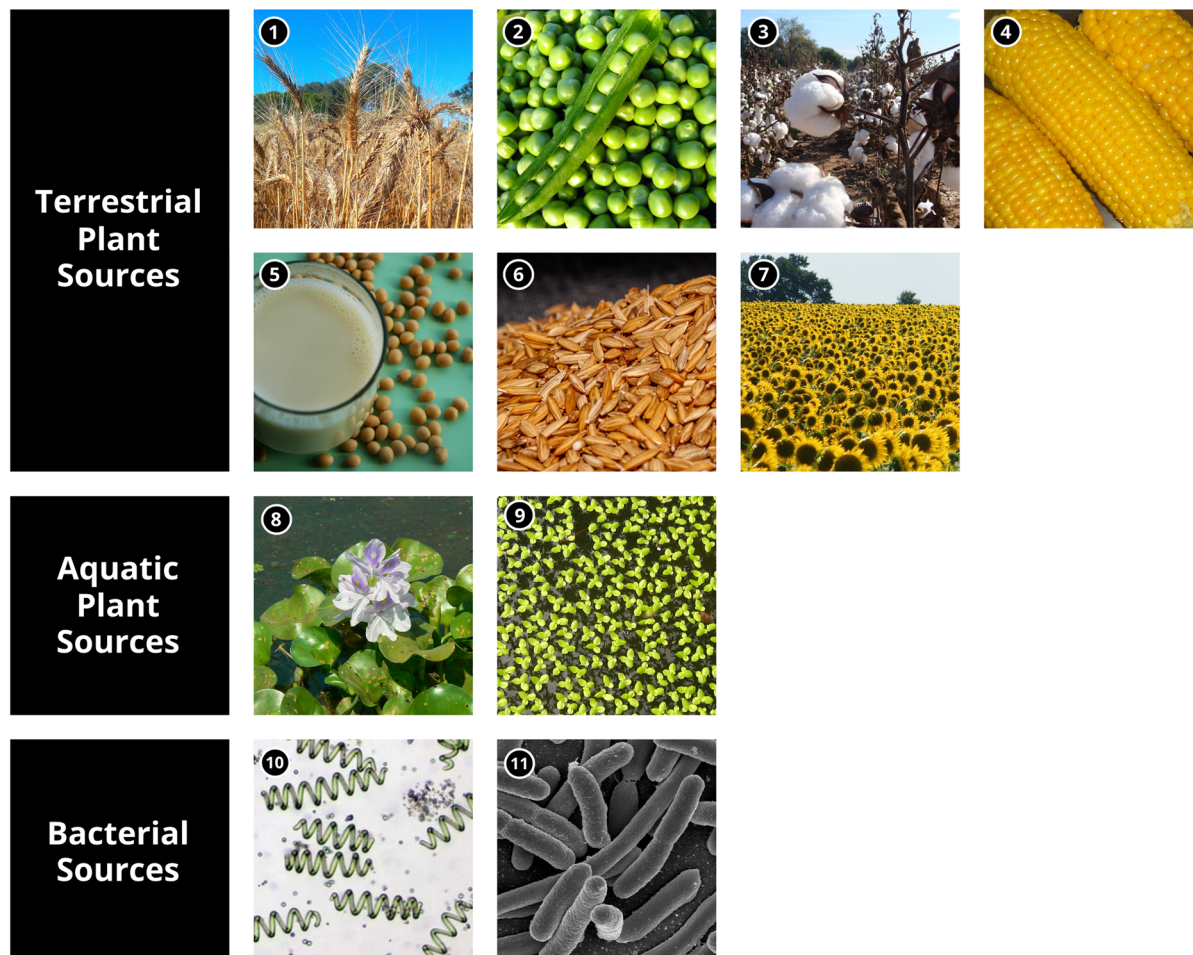 Terrestrial
Plant
Sources
1
2
3
4
5
6
7
Aquatic
Plant
Sources
8
9
Bacterial
Sources
10
11